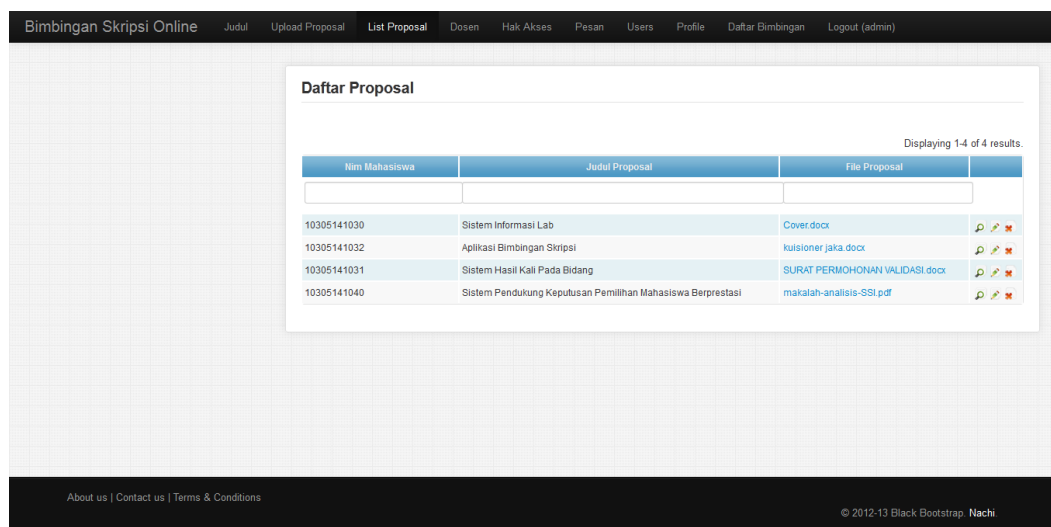 Bimbingan Skripsi Online Judul Upload Proposal List Proposal Dosen Hak Akses Pesan Users Profile Daftar Bimbingan Logout (admin)
Daftar Proposal
Displaying 1-4 of 4 results.
Nim Mahasiswa Judul Proposal File Proposal
10305141030 Sistem Informasi Lab Cover.docx
10305141032 Aplikasi Bimbingan Skripsi kuisioner jaka.docx
10305141031 Sistem Hasil Kali Pada Bidang SURAT PERMOHONAN VALIDASI.docx
10305141040 Sistem Pendukung Keputusan Pemilihan Mahasiswa Berprestasi makalah-analisis-SSI.pdf
About us | Contact us | Terms & Conditions
© 2012-13 Black Bootstrap. Nachi.